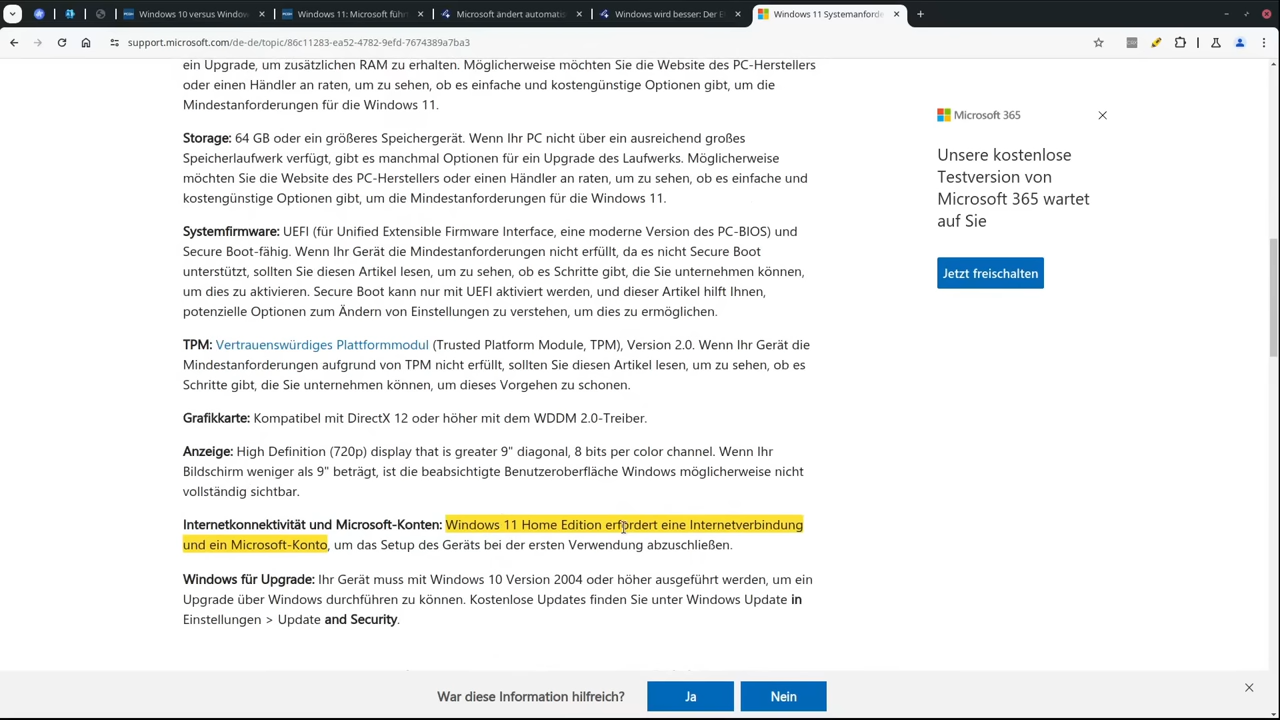 Windows 10 versus Window
Windows 11: Microsoft führ
Microsoft ändert automatis
Windows wird besser: Der E
Windows 11 Systemanforde
support.microsoft.com/de-de/topic/86c11283-ea52-4782-9efd-7674389a7ba3
ein Upgrade, um zusätzlichen RAM zu erhalten. Möglicherweise möchten Sie die Website des PC-Herstellers
oder einen Händler an raten, um zu sehen, ob es einfache und kostengünstige Optionen gibt, um die
Mindestanforderungen für die Windows 11.
Storage: 64 GB oder ein größeres Speichergerät. Wenn Ihr PC nicht über ein ausreichend großes
Speicherlaufwerk verfügt, gibt es manchmal Optionen für ein Upgrade des Laufwerks. Möglicherweise
möchten Sie die Website des PC-Herstellers oder einen Händler an raten, um zu sehen, ob es einfache und
kostengünstige Optionen gibt, um die Mindestanforderungen für die Windows 11.
Systemfirmware: UEFI (für Unified Extensible Firmware Interface, eine moderne Version des PC-BIOS) und
Secure Boot-fähig. Wenn Ihr Gerät die Mindestanforderungen nicht erfüllt, da es nicht Secure Boot
unterstützt, sollten Sie diesen Artikel lesen, um zu sehen, ob es Schritte gibt, die Sie unternehmen können,
um dies zu aktivieren. Secure Boot kann nur mit UEFI aktiviert werden, und dieser Artikel hilft Ihnen,
potenzielle Optionen zum Ändern von Einstellungen zu verstehen, um dies zu ermöglichen.
TPM: Vertrauenswürdiges Plattformmodul (Trusted Platform Module, TPM), Version 2.0. Wenn Ihr Gerät die
Mindestanforderungen aufgrund von TPM nicht erfüllt, sollten Sie diesen Artikel lesen, um zu sehen, ob es
Schritte gibt, die Sie unternehmen können, um dieses Vorgehen zu schonen.
Grafikkarte: Kompatibel mit DirectX 12 oder höher mit dem WDDM 2.0-Treiber.
Anzeige: High Definition (720p) display that is greater 9" diagonal, 8 bits per color channel. Wenn Ihr
Bildschirm weniger als 9" beträgt, ist die beabsichtigte Benutzeroberfläche Windows möglicherweise nicht
vollständig sichtbar.
Internetkonnektivität und Microsoft-Konten: Windows 11 Home Edition erfordert eine Internetverbindung
und ein Microsoft-Konto, um das Setup des Geräts bei der ersten Verwendung abzuschließen.
Windows für Upgrade: Ihr Gerät muss mit Windows 10 Version 2004 oder höher ausgeführt werden, um ein
Upgrade über Windows durchführen zu können. Kostenlose Updates finden Sie unter Windows Update in
Einstellungen > Update and Security.
Microsoft 365
Unsere kostenlose
Testversion von
Microsoft 365 wartet
auf Sie
Jetzt freischalten
War diese Information hilfreich?
Ja
Nein